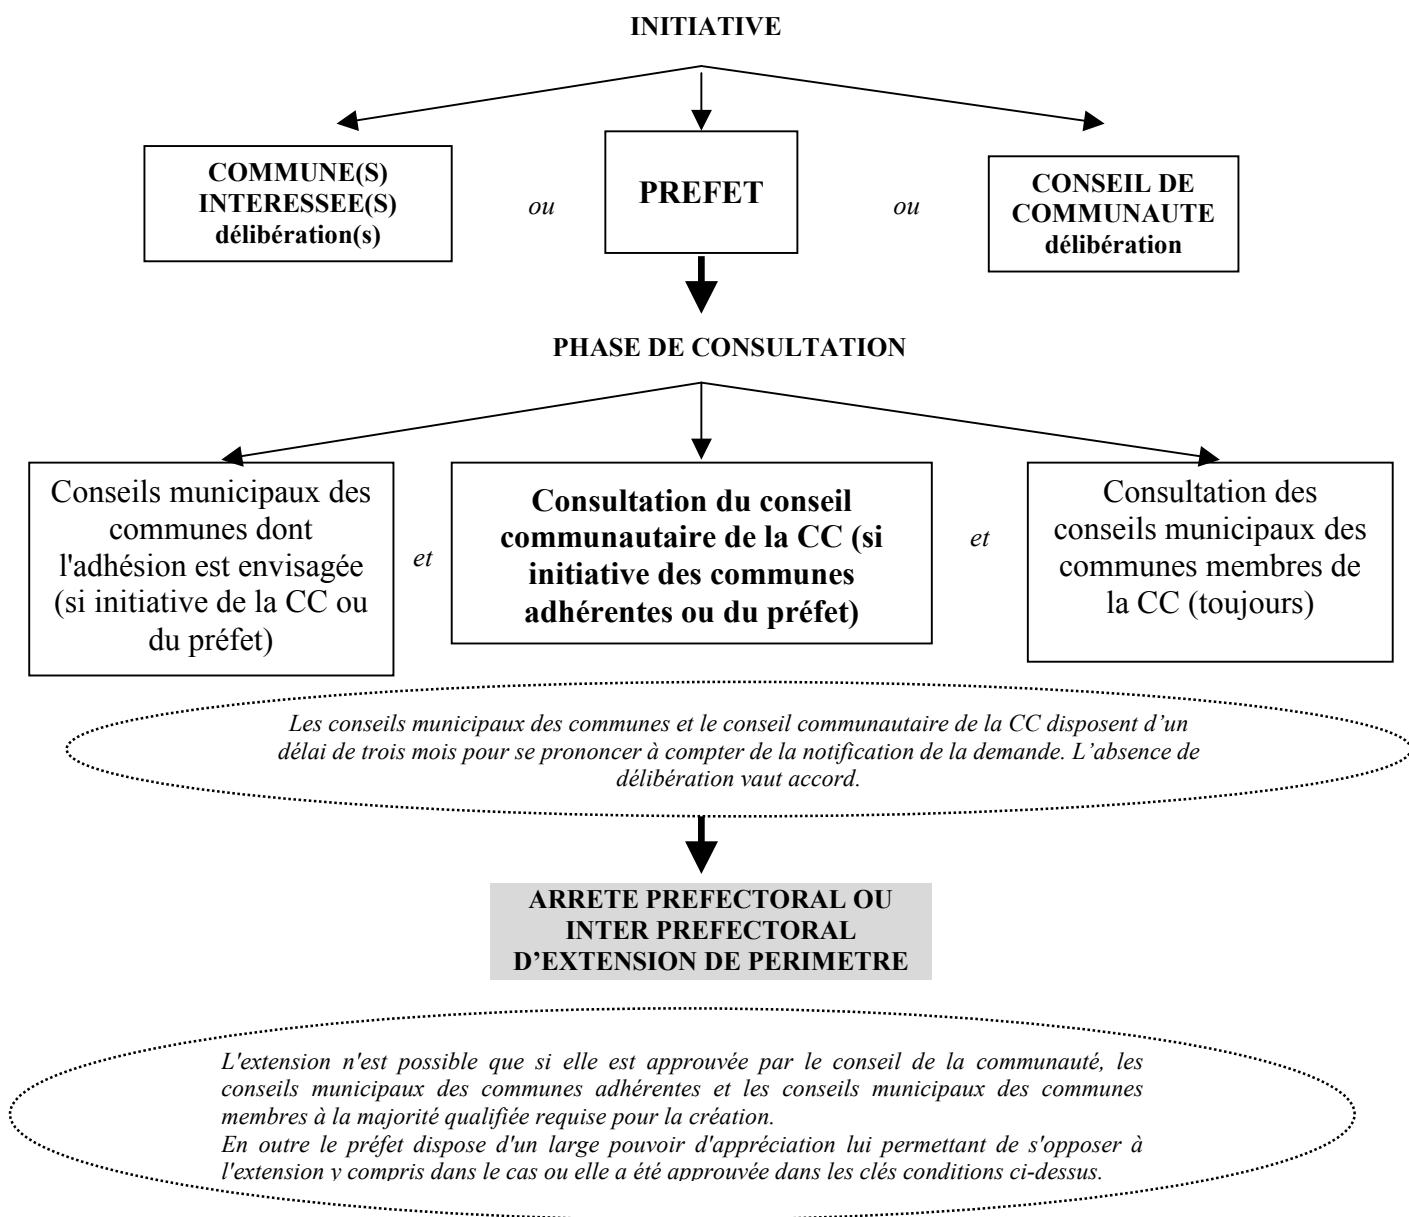 INITIATIVE
COMMUNE(S)
INTERESSEE(S)
délibération(s)
ou
PREFET
ou
CONSEIL DE
COMMUNAUTE
délibération
PHASE DE CONSULTATION
Conseils municipaux des
communes dont
l'adhésion est envisagée
(si initiative de la CC ou
du préfet)
et
Consultation du conseil
communautaire de la CC (si
initiative des communes
adhérentes ou du préfet)
et
Consultation des
conseils municipaux des
communes membres de
la CC (toujours)
Les conseils municipaux des communes et le conseil communautaire de la CC disposent d’un
délai de trois mois pour se prononcer à compter de la notification de la demande. L’absence de
délibération vaut accord.
ARRETE PREFECTORAL OU
INTER PREFECTORAL
D’EXTENSION DE PERIMETRE
L'extension n'est possible que si elle est approuvée par le conseil de la communauté, les
conseils municipaux des communes adhérentes et les conseils municipaux des communes
membres à la majorité qualifiée requise pour la création.
En outre le préfet dispose d'un large pouvoir d'appréciation lui permettant de s'opposer à
l'extension y compris dans le cas ou elle a été approuvée dans les clés conditions ci-dessus.